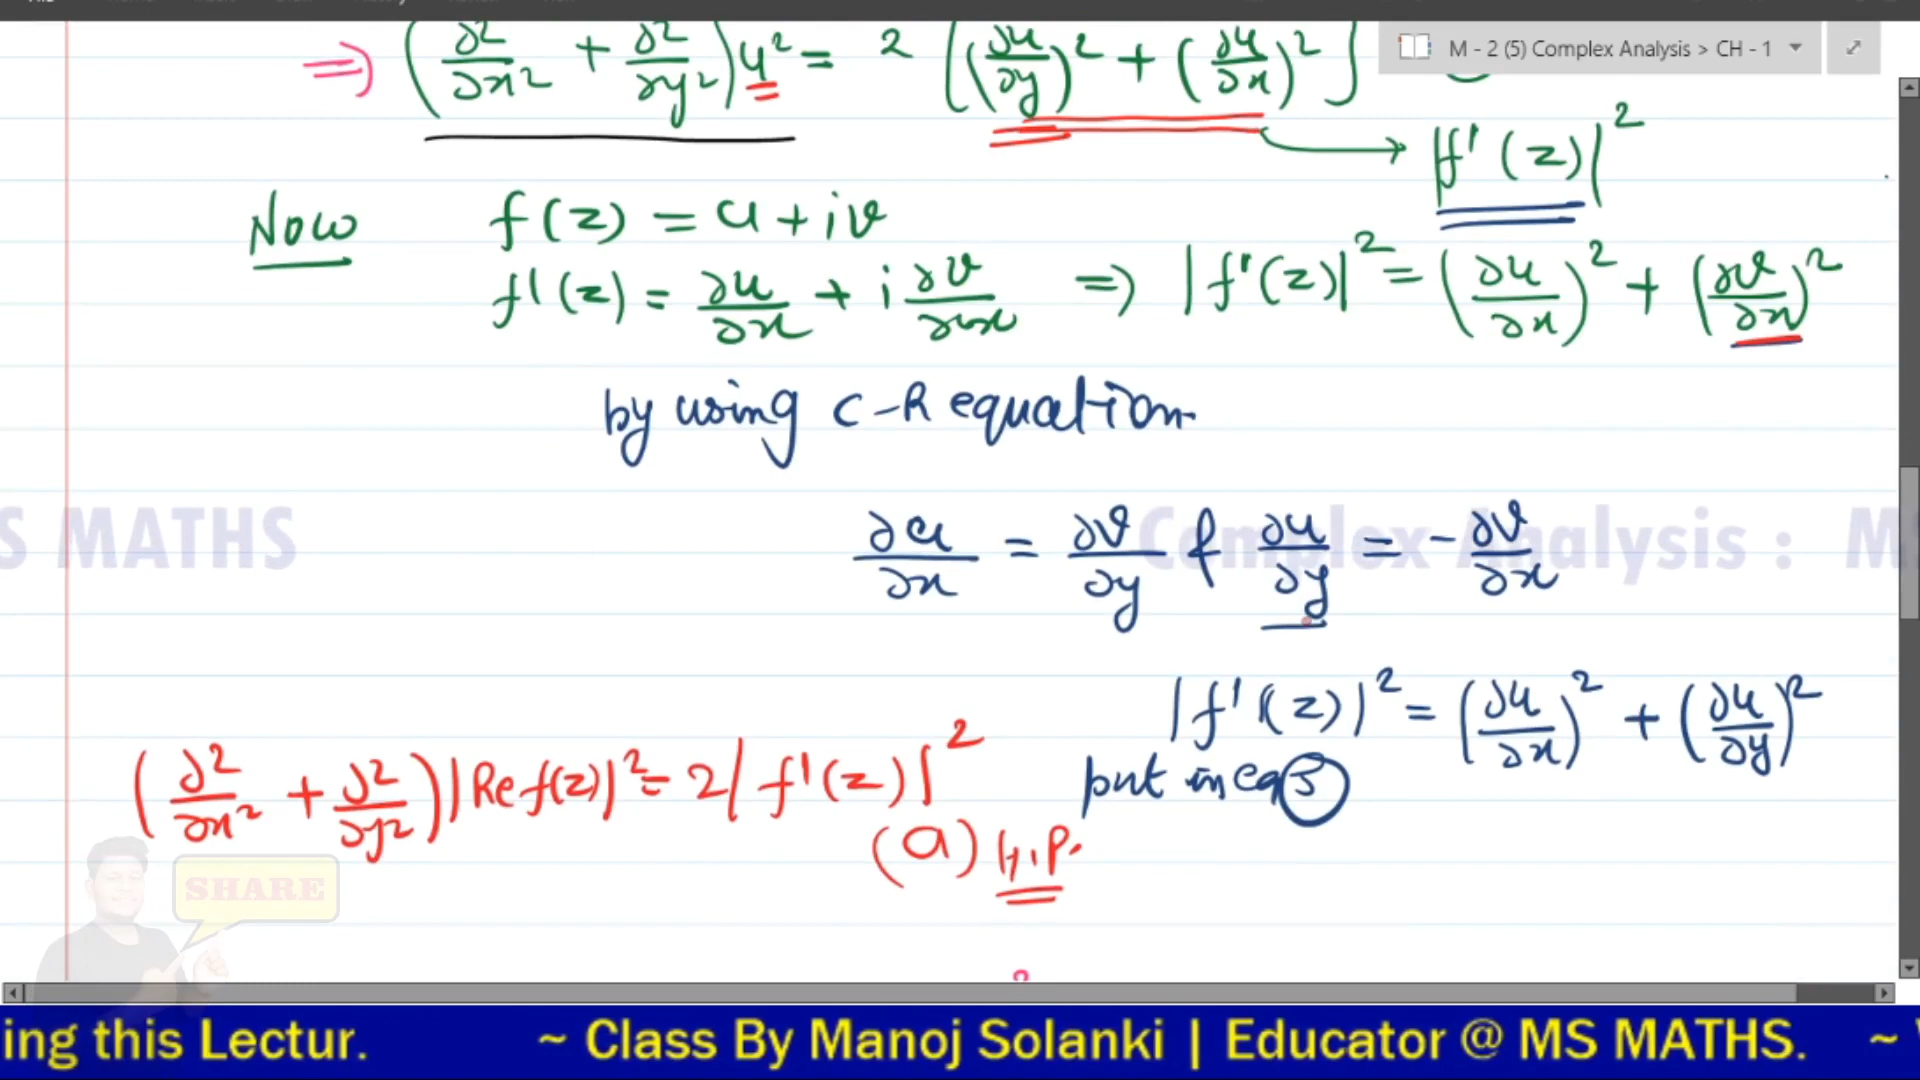 M - 2 (5) Complex Analysis > CH - 1
⇒ (∂²/∂x² + ∂²/∂y²) u² = 2 [(∂u/∂y)² + (∂u/∂x)²]
→ |f'(z)|²
Now f(z) = u + iv
f'(z) = ∂u/∂x + i ∂v/∂x ⇒ |f'(z)|² = (∂u/∂x)² + (∂v/∂x)²
by using C-R equation
S MATHS Complex Analysis : M
∂u/∂x = ∂v/∂y & ∂u/∂y = - ∂v/∂x
|f'(z)|² = (∂u/∂x)² + (∂u/∂y)²
put in eq 5
(∂²/∂x² + ∂²/∂y²) |Re f(z)|² = 2 |f'(z)|²
(a) H.P.
SHARE
ing this Lectur. ~ Class By Manoj Solanki | Educator @ MS MATHS. ~